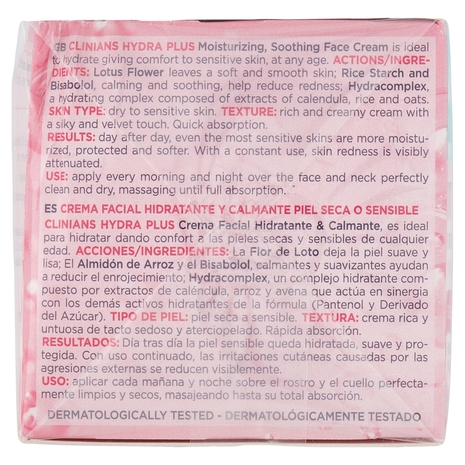 GB CLINIANS HYDRA PLUS Moisturizing, Soothing Face Cream is ideal
to hydrate giving comfort to sensitive skin, at any age. ACTIONS/INGRE-
DIENTS: Lotus Flower leaves a soft and smooth skin; Rice Starch and
Bisabolol, calming and soothing, help reduce redness; Hydracomplex,
a hydrating complex composed of extracts of calendula, rice and oats.
SKIN TYPE: dry to sensitive skin. TEXTURE: rich and creamy cream with
a silky and velvet touch. Quick absorption.
RESULTS: day after day, even the most sensitive skins are more mostu-
rized, protected and softer. With a constant use, skin redness is visibly
attenuated.
USE: apply every morning and night over the face and neck perfectly
clean and dry, massaging until full absorption.
ES CREMA FACIAL HIDRATANTE Y CALMANTE PIEL SECA O SENSIBLE
CLINIANS HYDRA PLUS Crema Facial Hidratante & Calmante, es ideal
para hidratar dando confort a las pieles secas y sensibles de cualquier
edad. ACCIONES/INGREDIENTES: La Flor de Loto deja la piel suave y
lisa; El Almidón de Arroz y el Bisabolol, calmantes y suavizantes ayudan
a reducir el enrojecimiento; Hydracomplex, un complejo hidratante com-
puesto por extractos de caléndula, arroz y avena que actúa en sinergia
con los demás activos hidratantes de la fórmula (Pantenol y Derivado
del Azúcar). TIPO DE PIEL: piel seca a sensible. TEXTURA: crema rica y
untuosa de tacto sedoso y aterciopelado. Rápida absorción.
RESULTADOS: Día tras día la piel sensible queda hidratada, suave y pro-
tegida. Con uso continuado, las irritaciones cutáneas causadas por las
agresiones externas se reducen visiblemente.
USO: aplicar cada mañana y noche sobre el rostro y el cuello perfecta-
mente limpios y secos, masajeando hasta su total absorción.
DERMATOLOGICALLY TESTED - DERMATOLÓGICAMENTE TESTADO